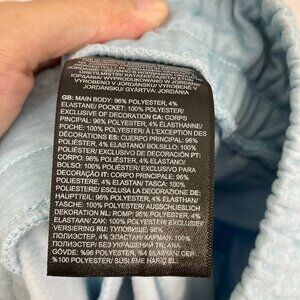 JORDÁNSKU/ GYÁRTVA: JORDÁNIA
GB: MAIN BODY: 96% POLYESTER, 4%
ELASTANE/ POCKET: 100% POLYESTER/
EXCLUSIVE OF DECORATION CA: CORPS
PINCIPAL: 96% POLYESTER, 4% ÉLASTHANNE/
POCHE: 100% POLYESTER/ À L'EXCEPTION DES
DÉCORATIONS ES: CUERPO PRINCIPAL: 96%
POLIÉSTER, 4% ELASTANO/ BOLSILLO: 100%
POLIÉSTER/ EXCLUSIVO DE DECORACIÓN PT:
CORPO: 96% POLIÉSTER, 4% ELASTANO/
BOLSO: 100% POLIÉSTER/ EXCLUSIVO DA
DECORAÇÃO IT: CORPO PRINCIPALE: 96%
POLIESTERE, 4% ELASTAN/ TASCA: 100%
POLIESTERE/ ESCLUSA LA DECORAZIONE DE:
HAUPTTEIL: 96% POLYESTER, 4% ELASTHAN/
TASCHE: 100% POLYESTER/ AUSSCHLIEßLICH
DEKORATION NL: ROMP: 96% POLYESTER, 4%
ELASTAAN/ ZAK: 100% POLYESTER/ EXCLUSIEF
VERSIERING RU: ТУЛОВИЩЕ: 96%
ПОЛИЭСТЕР, 4% ЭЛАСТАН/ КАРМАН: 100%
ПОЛИЭСТЕР/ БЕЗ УКРАШЕНИЙ TR: ANA
GÖVDE: %96 POLYESTER, %4 ELASTAN/ CEP:
%100 POLYESTER/ SÜSLEME HARİÇ EL: